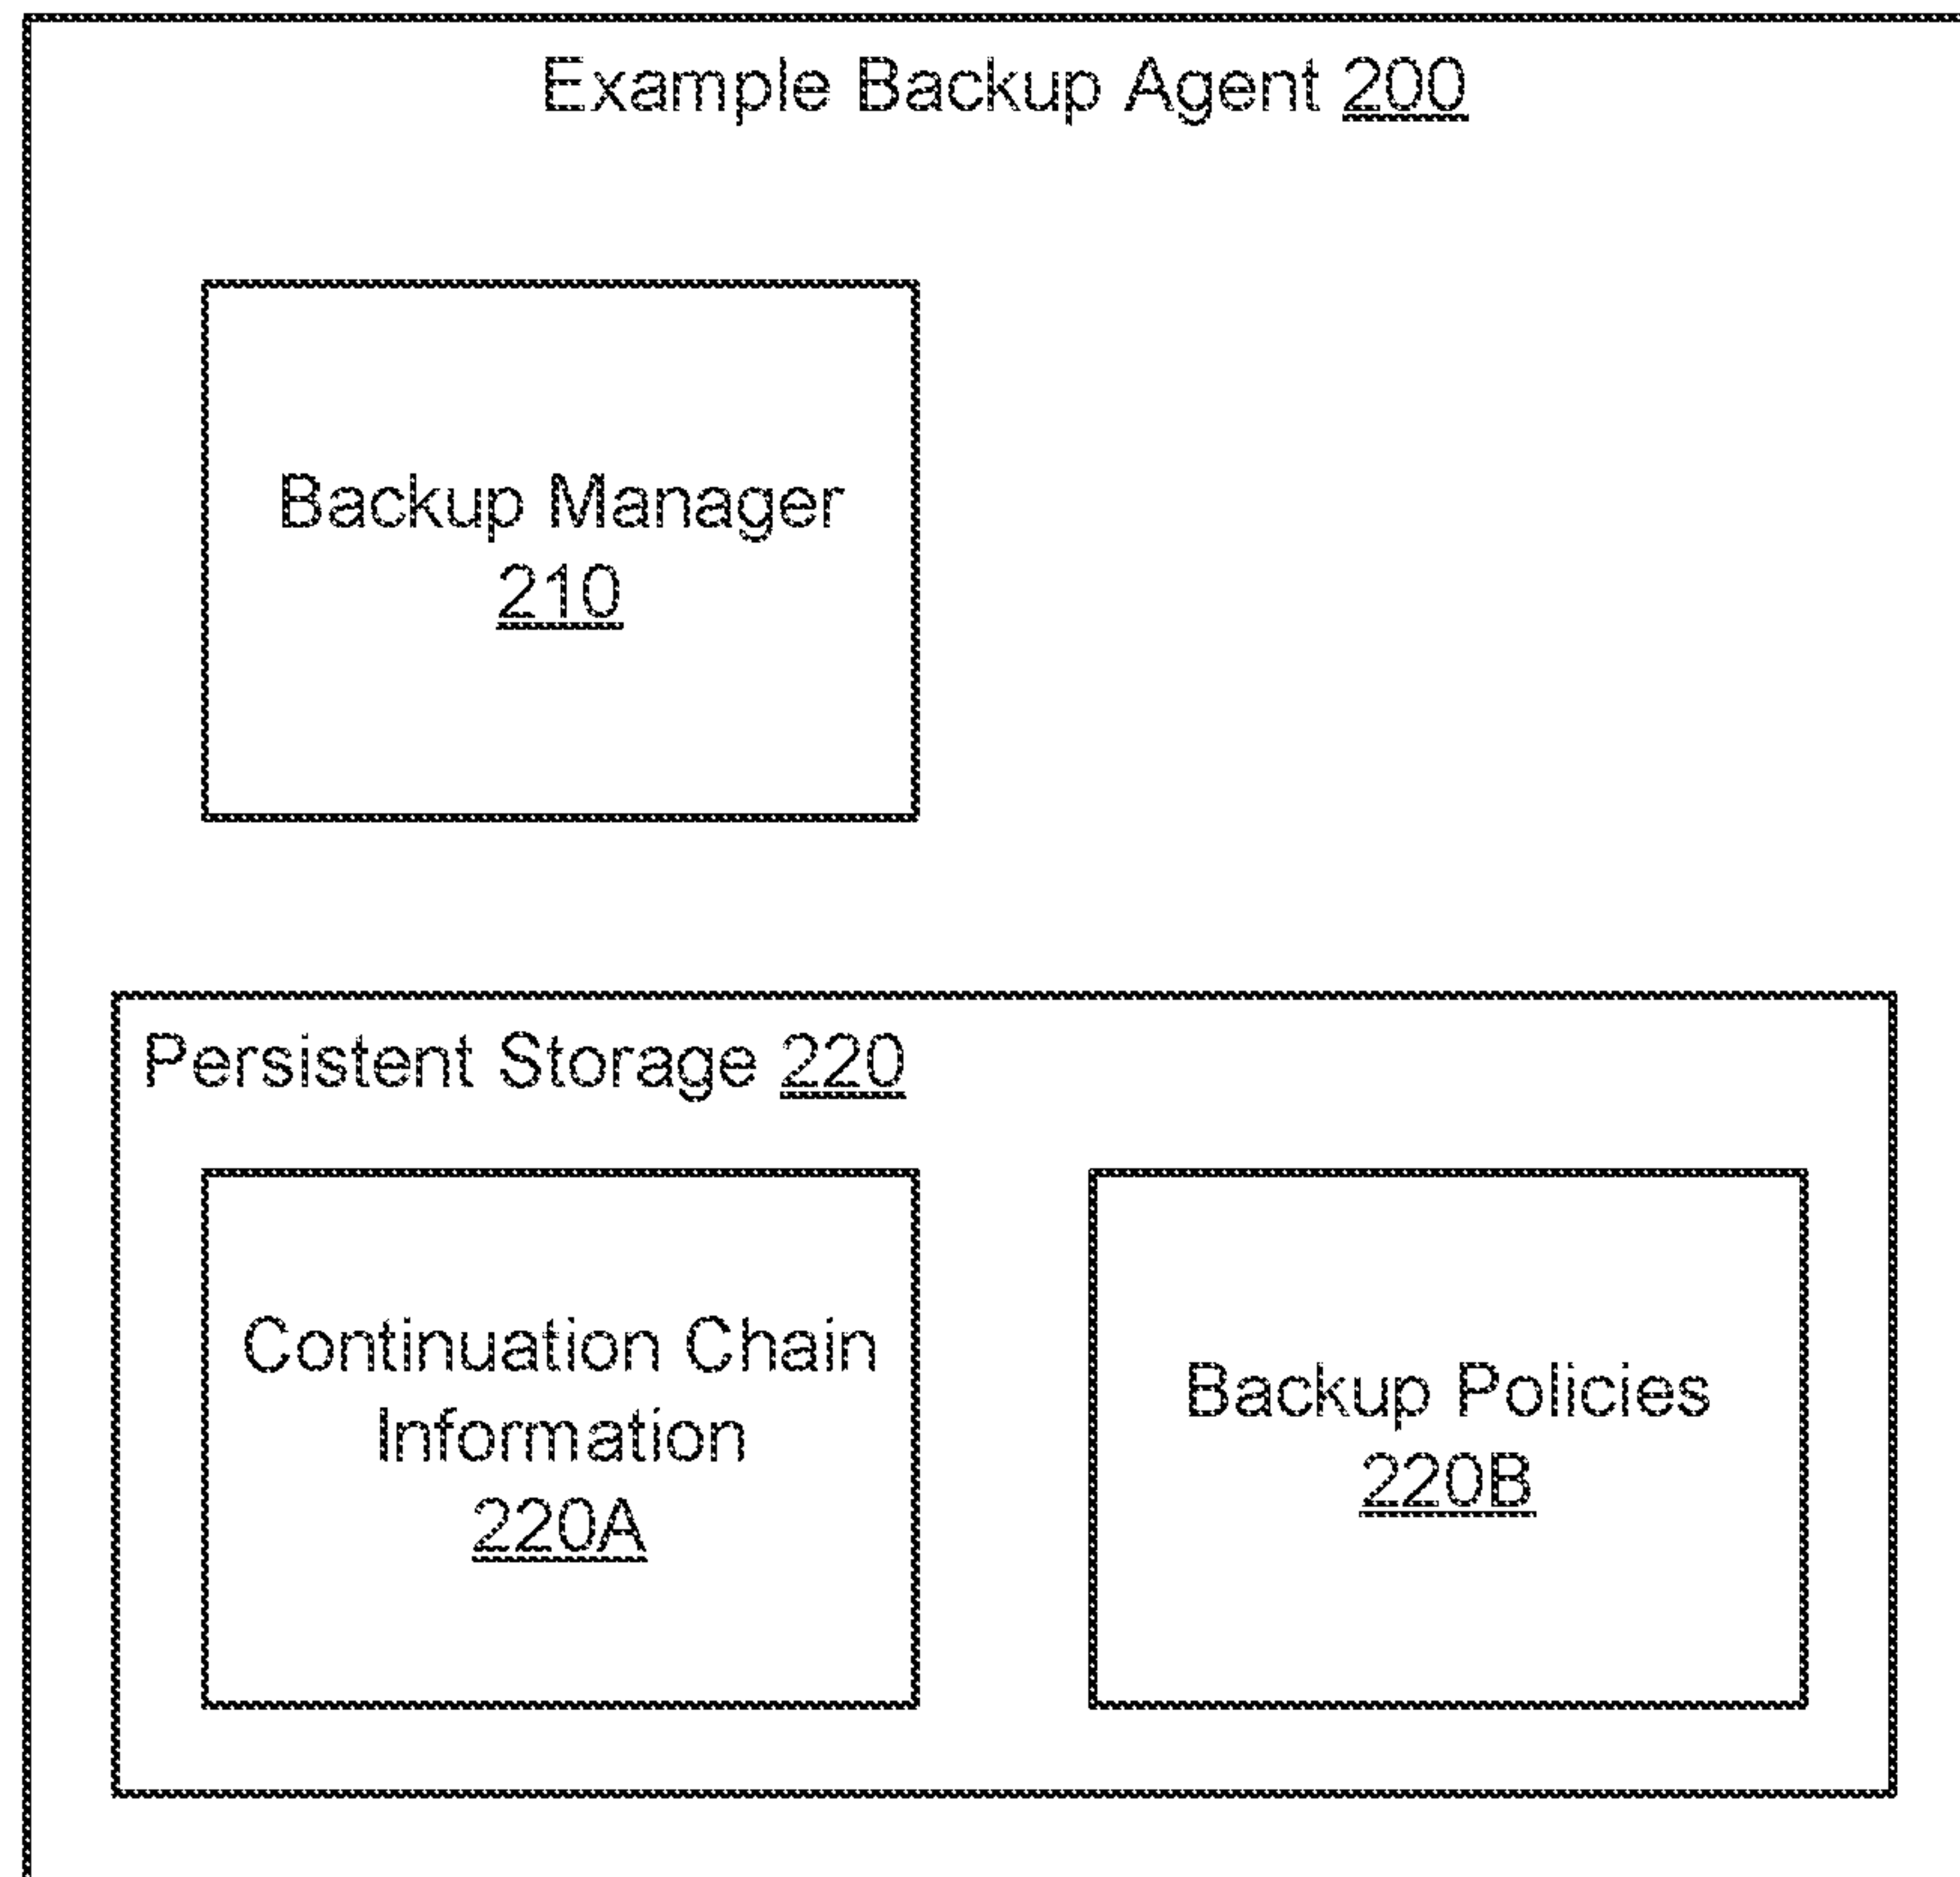 Example Backup Agent 200
Backup Manager
210
Persistent Storage 220
Continuation Chain
Information
220A
Backup Policies
220B